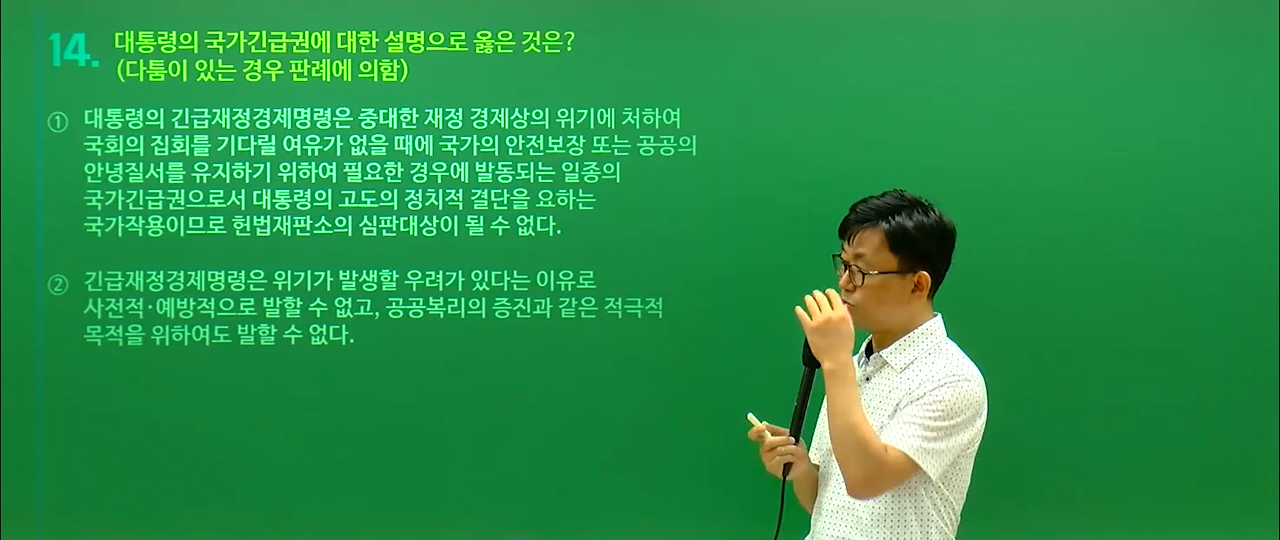 14. 대통령의 국가긴급권에 대한 설명으로 옳은 것은?
(다툼이 있는 경우 판례에 의함)
① 대통령의 긴급재정경제명령은 중대한 재정 경제상의 위기에 처하여
국회의 집회를 기다릴 여유가 없을 때에 국가의 안전보장 또는 공공의
안녕질서를 유지하기 위하여 필요한 경우에 발동되는 일종의
국가긴급권으로서 대통령의 고도의 정치적 결단을 요하는
국가작용이므로 헌법재판소의 심판대상이 될 수 없다.
② 긴급재정경제명령은 위기가 발생할 우려가 있다는 이유로
사전적·예방적으로 발할 수 없고, 공공복리의 증진과 같은 적극적
목적을 위하여도 발할 수 없다.